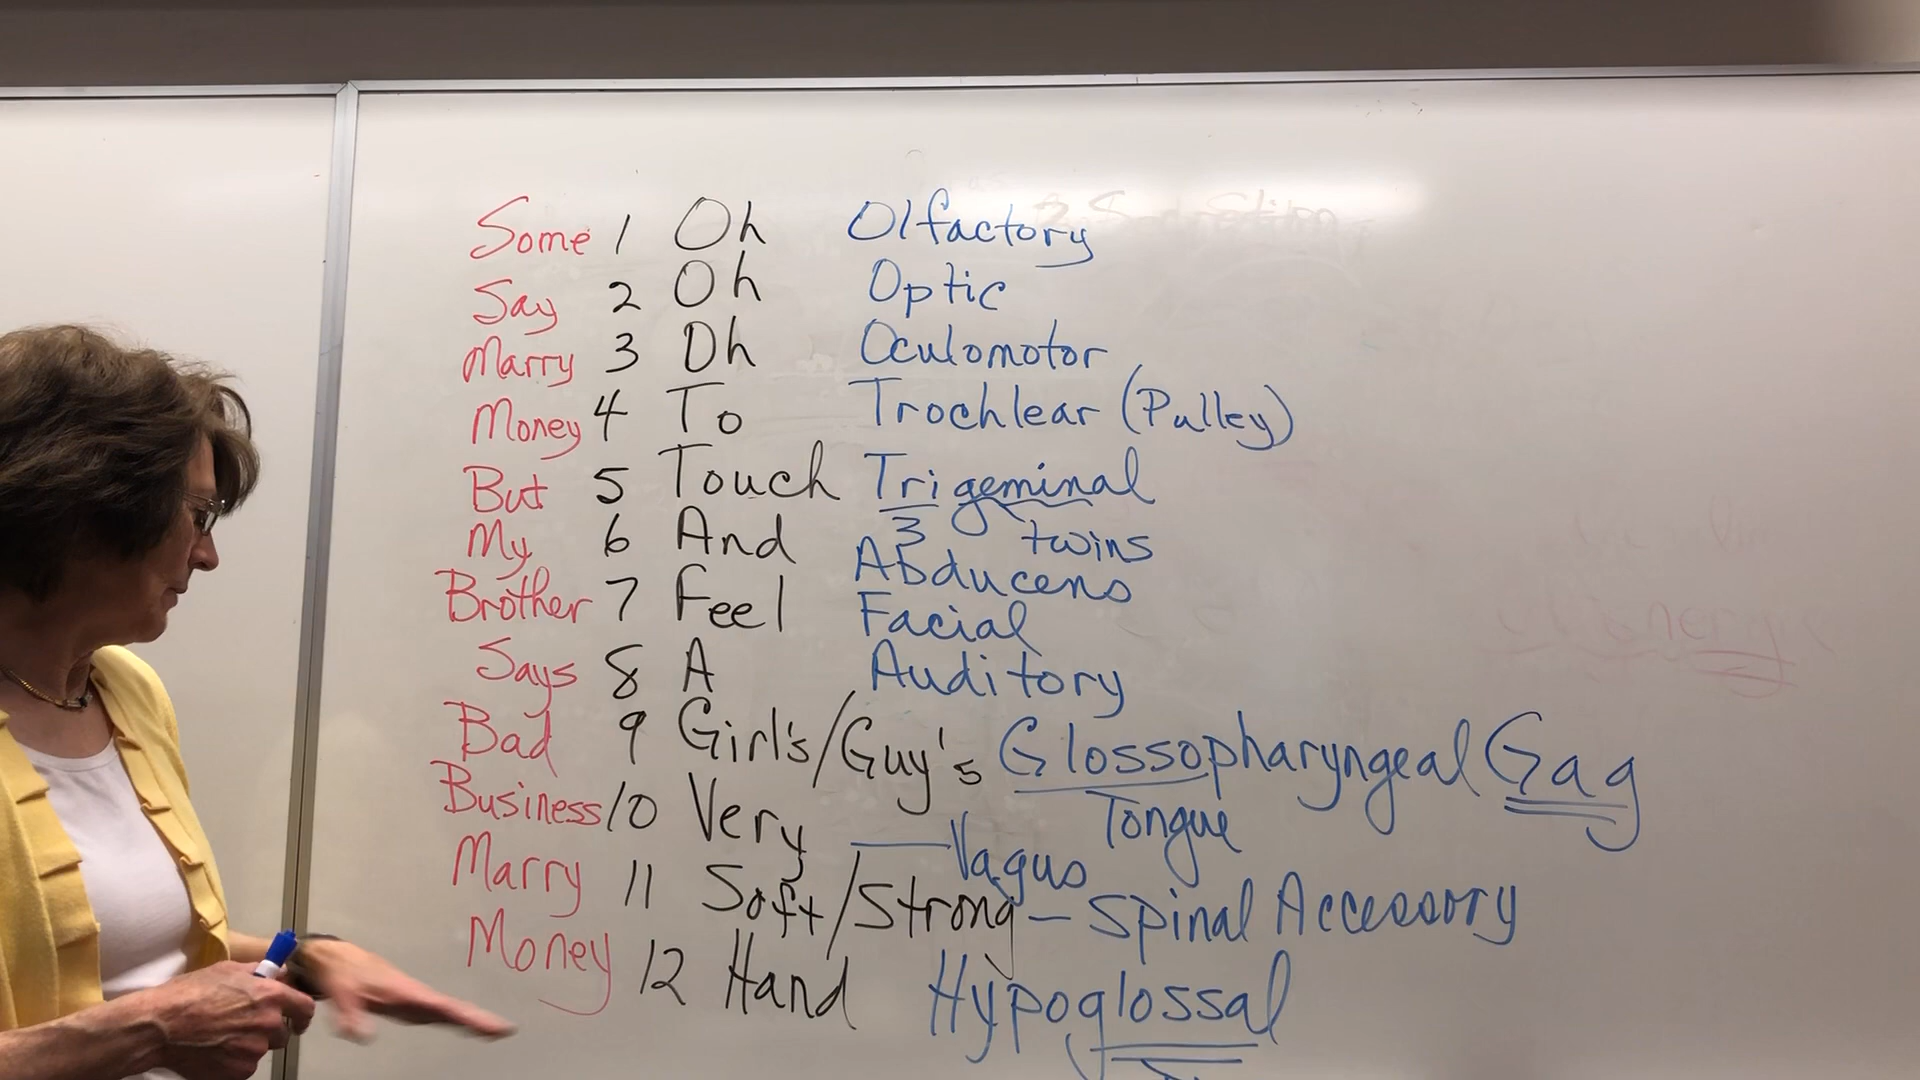 Some 1 Oh Olfactory
Say 2 Oh Optic
Marry 3 Oh Oculomotor
Money 4 To Trochlear (Pulley)
But 5 Touch Trigeminal
3 twins
My 6 And Abducens
Brother 7 Feel Facial
Says 8 A Auditory
Bad 9 Girl's/Guy's Glossopharyngeal Gag
Tongue
Business 10 Very — Vagus
Marry 11 Soft/Strong – Spinal Accessory
Money 12 Hand Hypoglossal